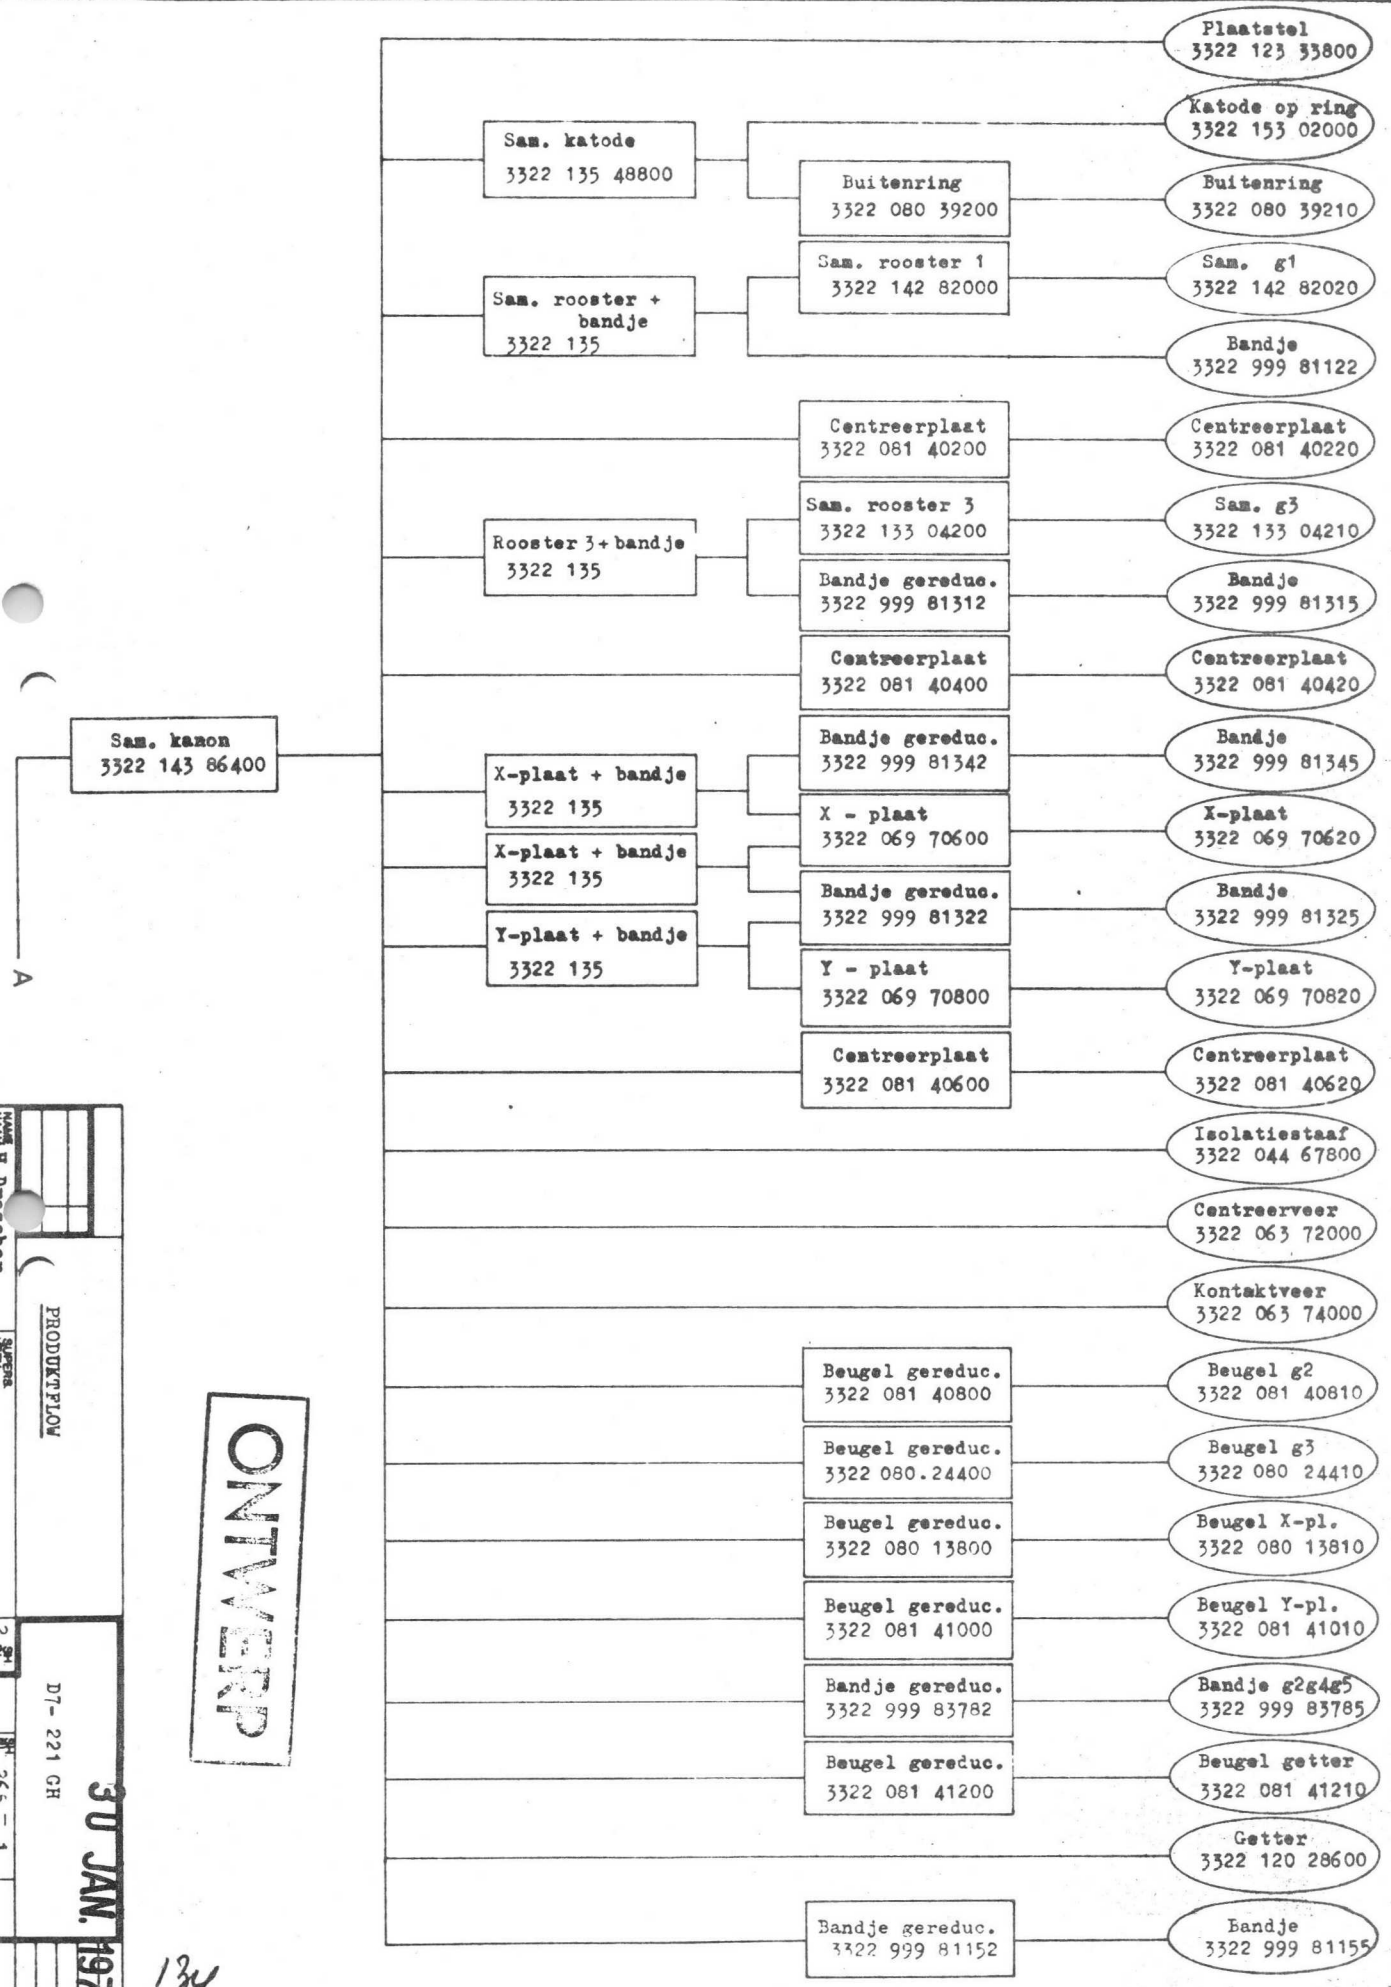 Plaatstel
3322 123 33800
Katode op ring
3322 153 02000
Sam. katode
3322 135 48800
Buitenring
3322 080 39200
Buitenring
3322 080 39210
Sam. rooster 1
3322 142 82000
Sam. g1
3322 142 82020
Sam. rooster +
bandje
3322 135
Bandje
3322 999 81122
Centreerplaat
3322 081 40200
Centreerplaat
3322 081 40220
Sam. rooster 3
3322 133 04200
Sam. g3
3322 133 04210
Rooster 3+bandje
3322 135
Bandje gereduc.
3322 999 81312
Bandje
3322 999 81315
Centreerplaat
3322 081 40400
Centreerplaat
3322 081 40420
Sam. kanon
3322 143 86400
Bandje gereduc.
3322 999 81342
Bandje
3322 999 81345
X-plaat + bandje
3322 135
X - plaat
3322 069 70600
X-plaat
3322 069 70620
X-plaat + bandje
3322 135
Bandje gereduc.
3322 999 81322
Bandje
3322 999 81325
Y-plaat + bandje
3322 135
Y - plaat
3322 069 70800
Y-plaat
3322 069 70820
A
Centreerplaat
3322 081 40600
Centreerplaat
3322 081 40620
Isolatiestaaf
3322 044 67800
Centreerveer
3322 063 72000
Kontaktveer
3322 063 74000
Beugel gereduc.
3322 081 40800
Beugel g2
3322 081 40810
Beugel gereduc.
3322 080.24400
Beugel g3
3322 080 24410
Beugel gereduc.
3322 080 13800
Beugel X-pl.
3322 080 13810
Beugel gereduc.
3322 081 41000
Beugel Y-pl.
3322 081 41010
Bandje gereduc.
3322 999 83782
Bandje g2g4g5
3322 999 83785
Beugel gereduc.
3322 081 41200
Beugel getter
3322 081 41210
Getter
3322 120 28600
Bandje gereduc.
3322 999 81152
Bandje
3322 999 81155
ONTWERP
PRODUKTFLOW
D7- 221 GH
30 JAN. 197
NAME
SUPERS.
SH
134